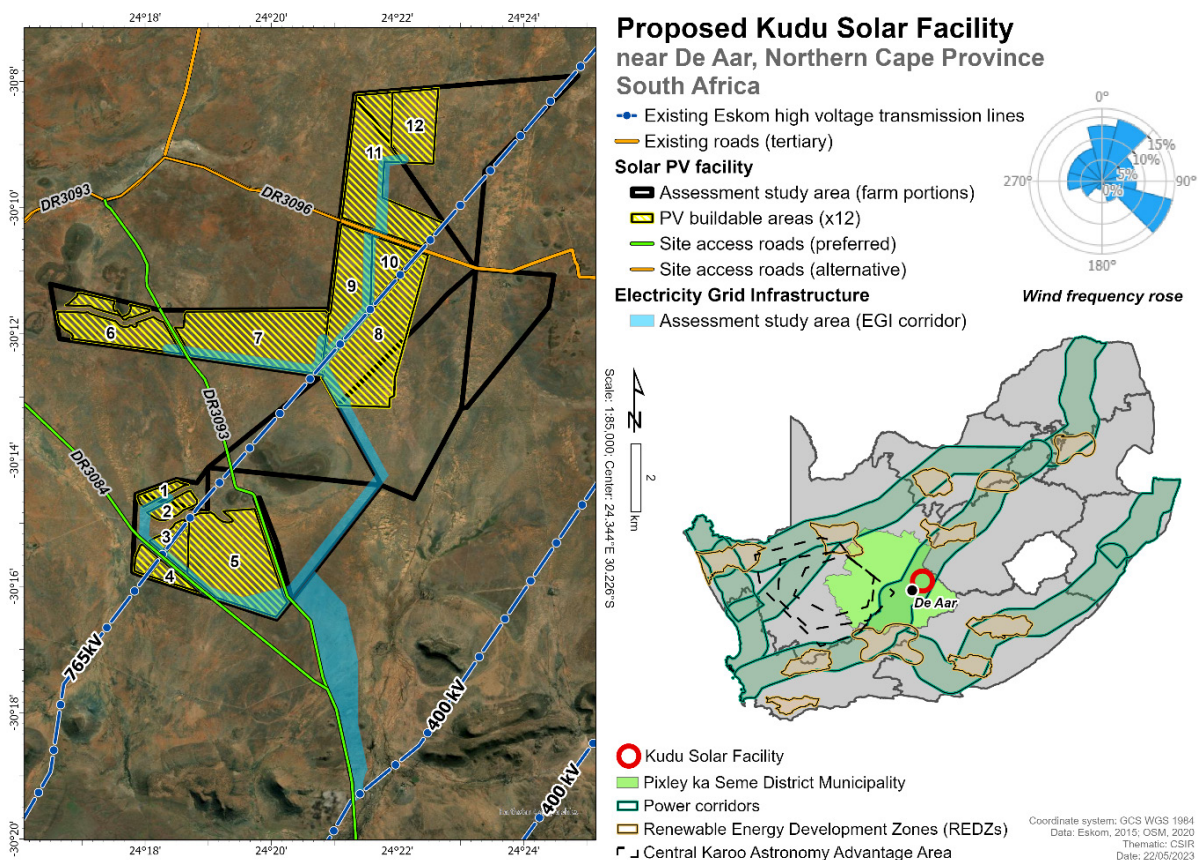 24°18'
24°20'
24°22'
24°24'
-30°8'
-30°10'
-30°12'
-30°14'
-30°16'
-30°18'
-30°20'
12
11
DR3093
DR3096
10
9
8
7
6
DR3093
DR3084
1
2
3
4
5
765kV
400 kV
400 kV
24°18'
24°20'
24°22'
24°24'
Proposed Kudu Solar Facility
near De Aar, Northern Cape Province
South Africa
Existing Eskom high voltage transmission lines
Existing roads (tertiary)
Solar PV facility
Assessment study area (farm portions)
PV buildable areas (x12)
Site access roads (preferred)
Site access roads (alternative)
Electricity Grid Infrastructure
Assessment study area (EGI corridor)
0°
15%
10%
5%
0%
270°
90°
180°
Wind frequency rose
Scale: 1:85,000; Center: 24.344°E 30.226°S
N
2
km
De Aar
Kudu Solar Facility
Pixley ka Seme District Municipality
Power corridors
Renewable Energy Development Zones (REDZs)
Central Karoo Astronomy Advantage Area
Coordinate system: GCS WGS 1984
Data: Eskom, 2015; OSM, 2020
Thematic: CSIR
Date: 22/05/2023